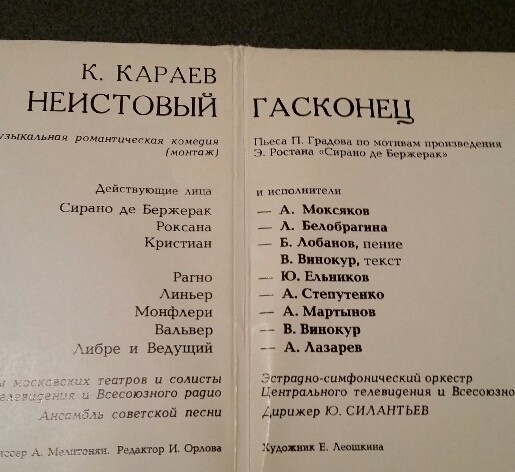 К. КАРАЕВ
НЕИСТОВЫЙ ГАСКОНЕЦ
музыкальная романтическая комедия
(монтаж)
Пьеса П. Градова по мотивам произведения
Э. Ростана «Сирано де Бержерак»
Действующие лица и исполнители
Сирано де Бержерак — А. Моксяков
Роксана — Л. Белобрагина
Кристиан — Б. Лобанов, пение
В. Винокур, текст
Рагно — Ю. Ельников
Линьер — А. Степутенко
Монфлери — А. Мартынов
Вальвер — В. Винокур
Либре и Ведущий — А. Лазарев
ы московских театров и солисты
елевидения и Всесоюзного радио
Ансамбль советской песни
Эстрадно-симфонический оркестр
Центрального телевидения и Всесоюзно
Дирижер Ю. СИЛАНТЬЕВ
иссер А. Мелитонян. Редактор И. Орлова
Художник Е. Леошкина